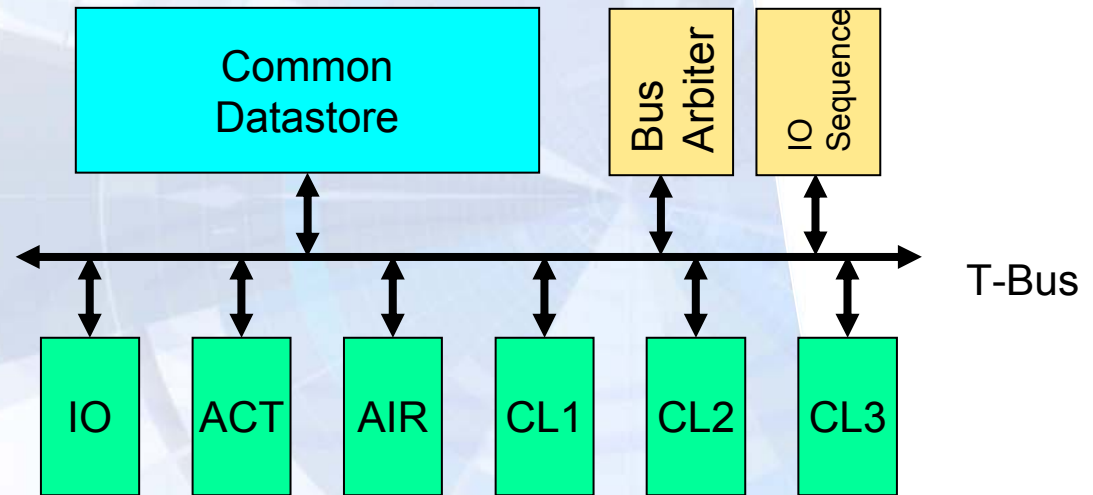 Common
Datastore
Bus
Arbiter
IO
Sequence
T-Bus
IO
ACT
AIR
CL1
CL2
CL3